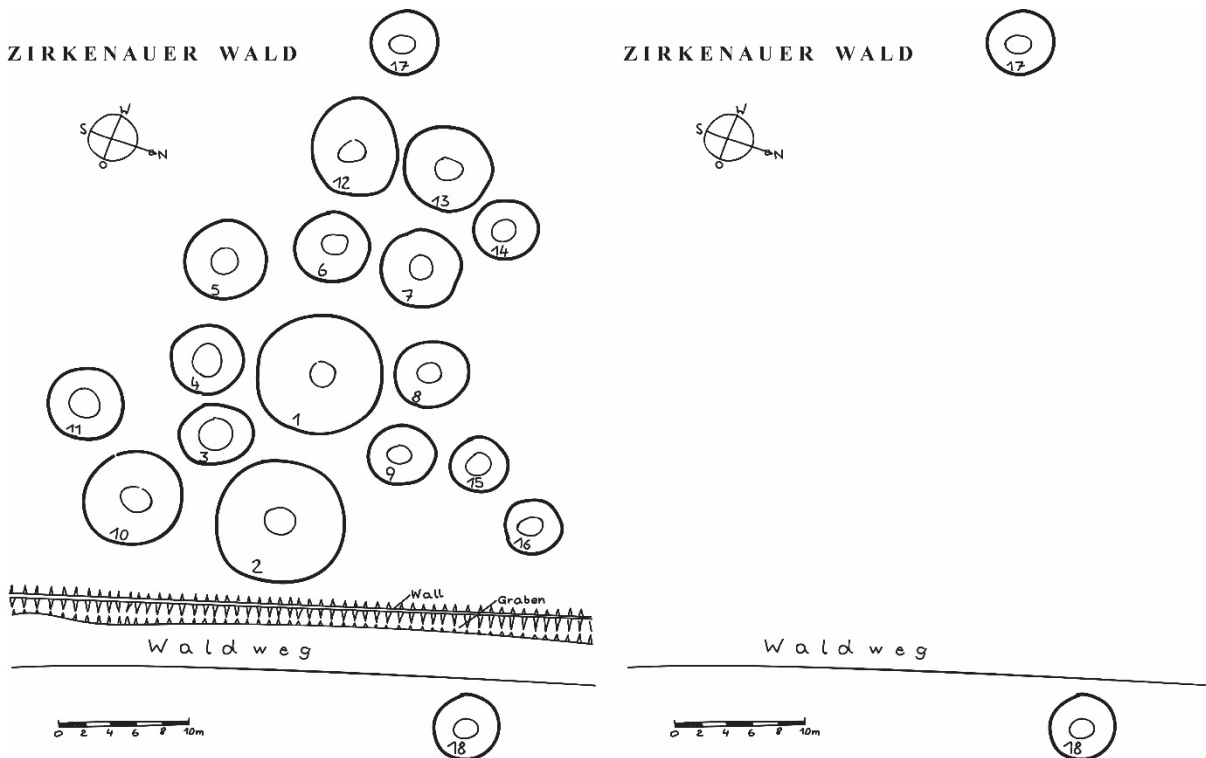 ZIRKENAUER WALD
17
W
S
N
O
12
13
14
6
5
7
4
8
1
11
3
9
15
10
16
2
Wall
Graben
Waldweg
0 2 4 6 8 10m
18
ZIRKENAUER WALD
17
W
S
N
O
Waldweg
0 2 4 6 8 10m
18